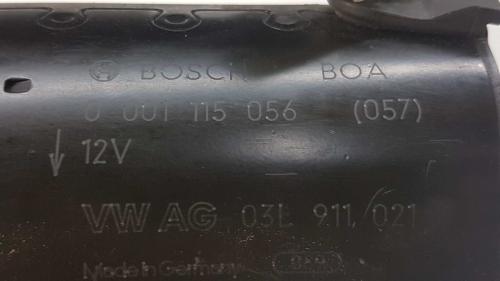 BOSCH BOA
0 001 115 056 (057)
12V
VW AG 03L 911 021
Made in Germany